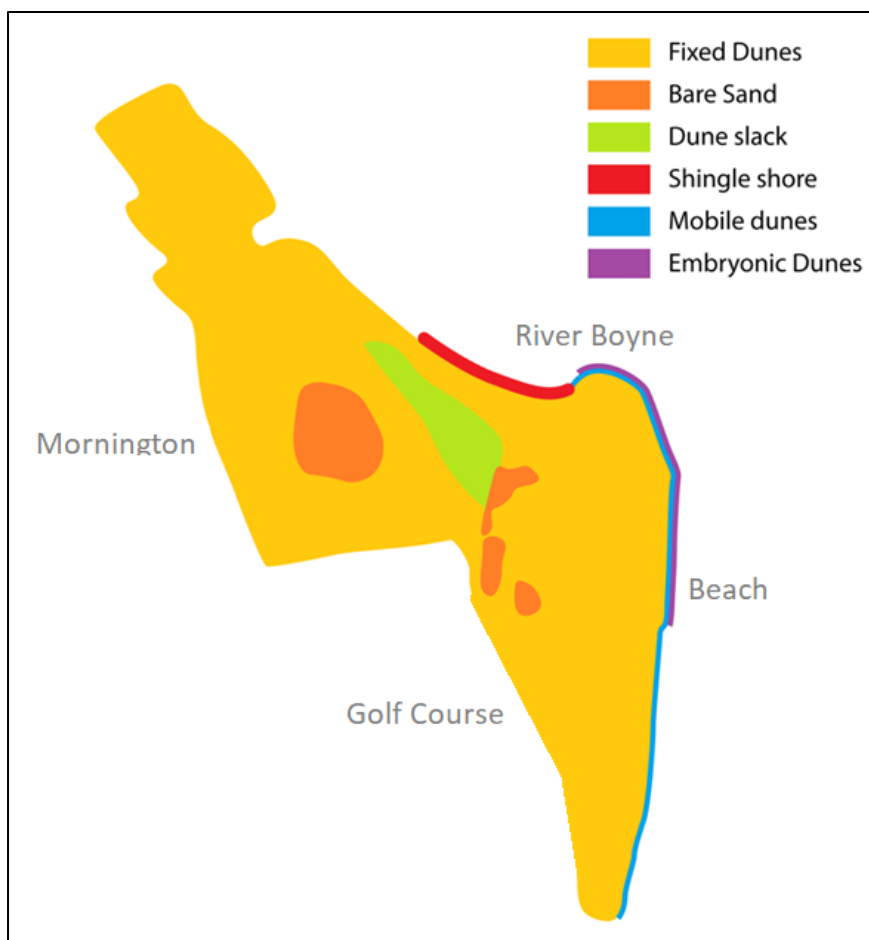 Fixed Dunes
Bare Sand
Dune slack
Shingle shore
Mobile dunes
Embryonic Dunes
River Boyne
Mornington
Beach
Golf Course